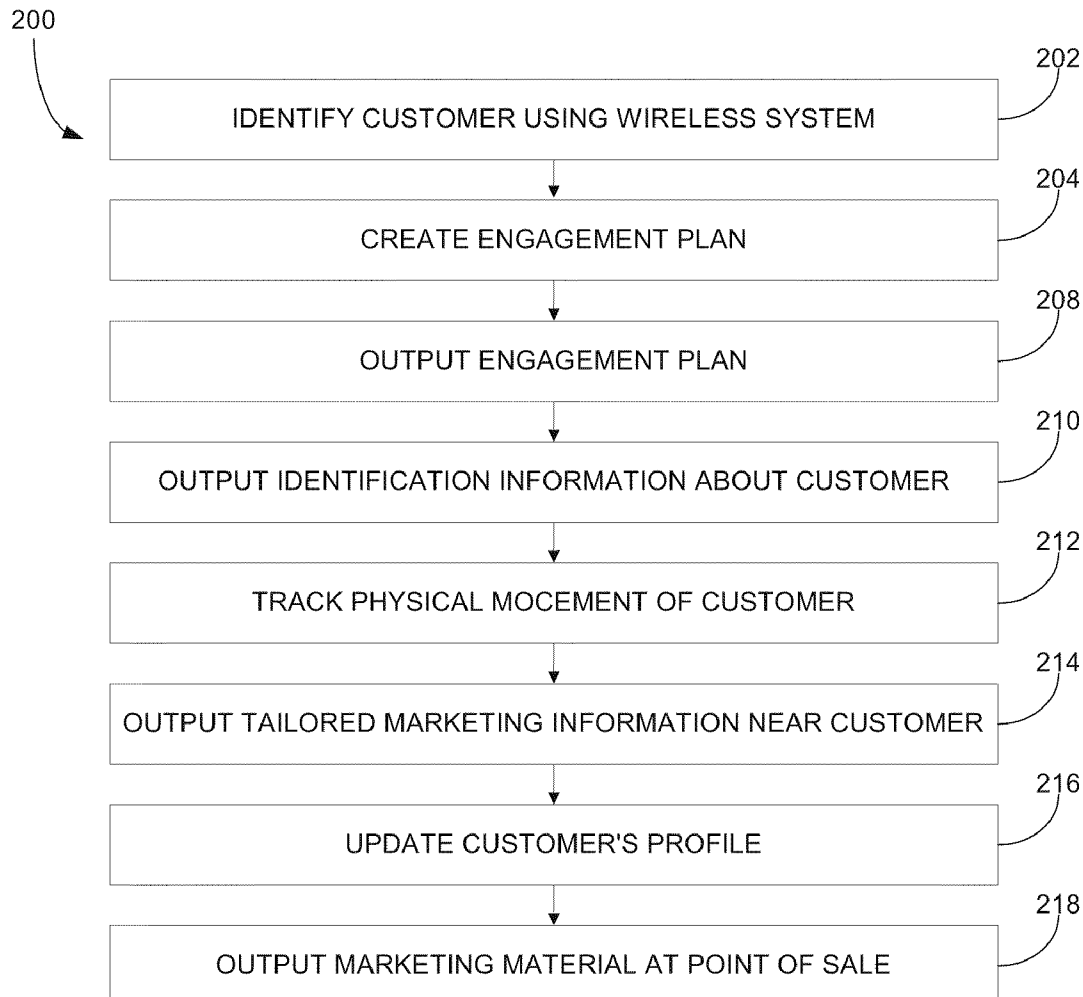 200
202
IDENTIFY CUSTOMER USING WIRELESS SYSTEM
204
CREATE ENGAGEMENT PLAN
208
OUTPUT ENGAGEMENT PLAN
210
OUTPUT IDENTIFICATION INFORMATION ABOUT CUSTOMER
212
TRACK PHYSICAL MOCEMENT OF CUSTOMER
214
OUTPUT TAILORED MARKETING INFORMATION NEAR CUSTOMER
216
UPDATE CUSTOMER'S PROFILE
218
OUTPUT MARKETING MATERIAL AT POINT OF SALE